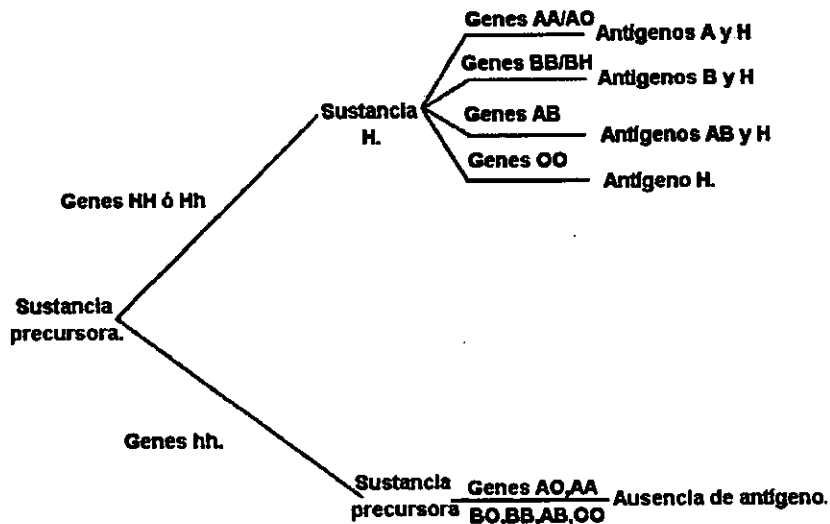 Genes AA/AO
Antígenos A y H
Genes BB/BH
Antígenos B y H
Sustancia
H.
Genes AB
Antígenos AB y H
Genes OO
Antígeno H.
Genes HH ó Hh
Sustancia
precursora.
Genes hh.
Sustancia
precursora
Genes AO,AA
BO,BB,AB,OO
Ausencia de antígeno.